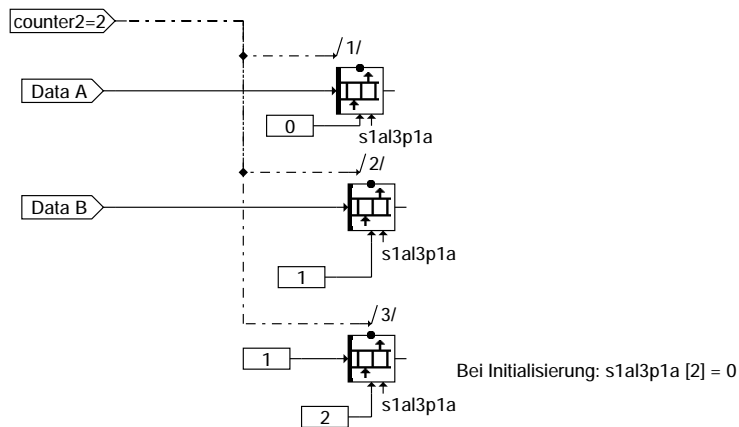 counter2=2
/1/
Data A
0
s1al3p1a
/2/
Data B
s1al3p1a
1
/3/
1
Bei Initialisierung: s1al3p1a [2] = 0
s1al3p1a
2